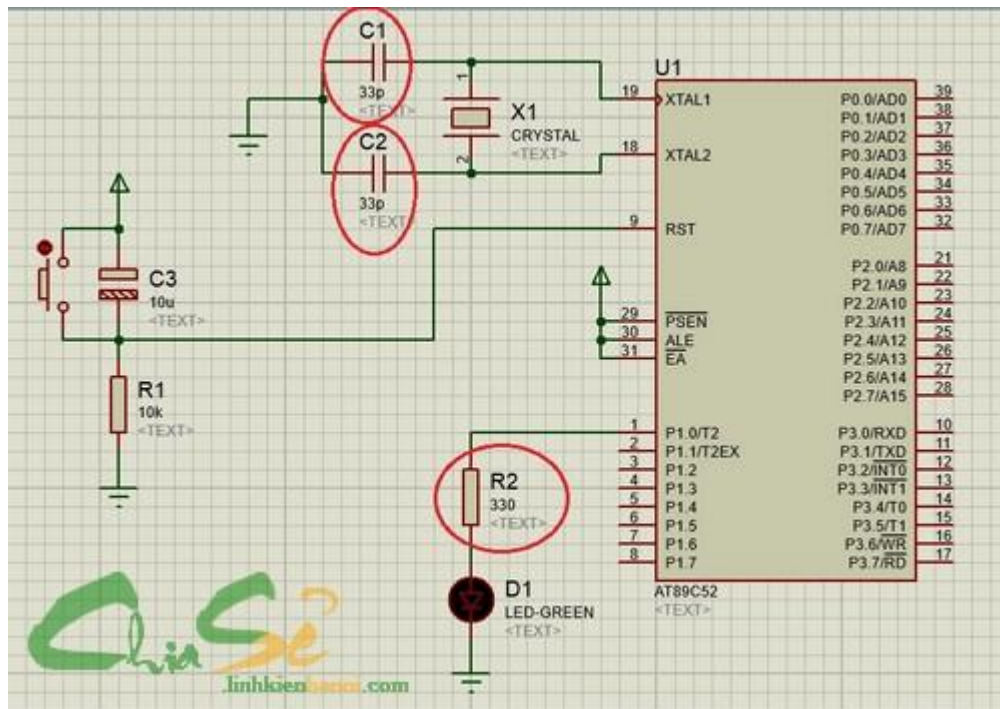 C1
33p
<TEXT>
C2
33p
<TEXT>
1
X1
CRYSTAL
<TEXT>
2
C3
10u
<TEXT>
R1
10k
<TEXT>
R2
330
<TEXT>
D1
LED-GREEN
<TEXT>
U1
19 XTAL1
18 XTAL2
9 RST
29 PSEN
30 ALE
31 EA
1 P1.0/T2
2 P1.1/T2EX
3 P1.2
4 P1.3
5 P1.4
6 P1.5
7 P1.6
8 P1.7
P0.0/AD0 39
P0.1/AD1 38
P0.2/AD2 37
P0.3/AD3 36
P0.4/AD4 35
P0.5/AD5 34
P0.6/AD6 33
P0.7/AD7 32
P2.0/A8 21
P2.1/A9 22
P2.2/A10 23
P2.3/A11 24
P2.4/A12 25
P2.5/A13 26
P2.6/A14 27
P2.7/A15 28
P3.0/RXD 10
P3.1/TXD 11
P3.2/INT0 12
P3.3/INT1 13
P3.4/T0 14
P3.5/T1 15
P3.6/WR 16
P3.7/RD 17
AT89C52
<TEXT>
Chia Sẻ
.linhkienhanoi.com